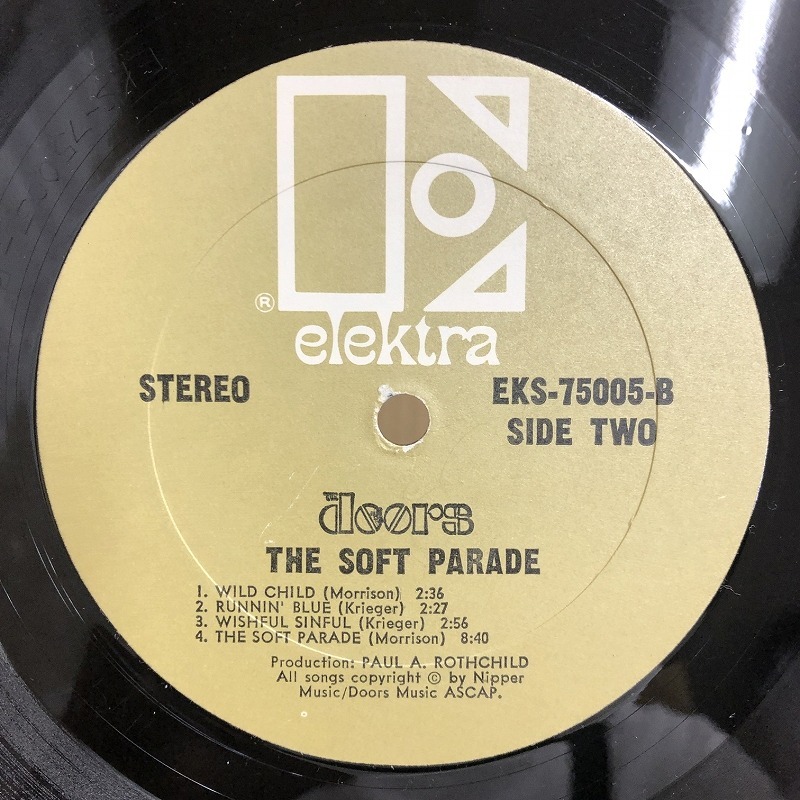 ®
elektra
STEREO
EKS-75005-B
SIDE TWO
THE doors
THE SOFT PARADE
1. WILD CHILD (Morrison) 2:36
2. RUNNIN' BLUE (Krieger) 2:27
3. WISHFUL SINFUL (Krieger) 2:56
4. THE SOFT PARADE (Morrison) 8:40
Production: PAUL A. ROTHCHILD
All songs copyright © by Nipper
Music/Doors Music ASCAP.